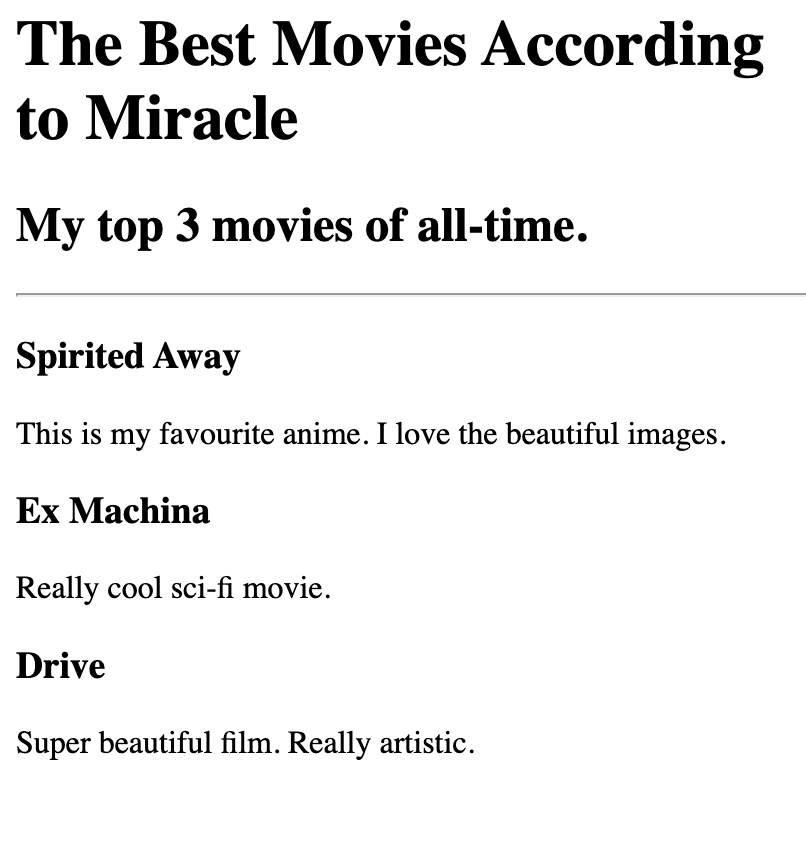 The Best Movies According
to Miracle
My top 3 movies of all-time.
Spirited Away
This is my favourite anime. I love the beautiful images.
Ex Machina
Really cool sci-fi movie.
Drive
Super beautiful film. Really artistic.